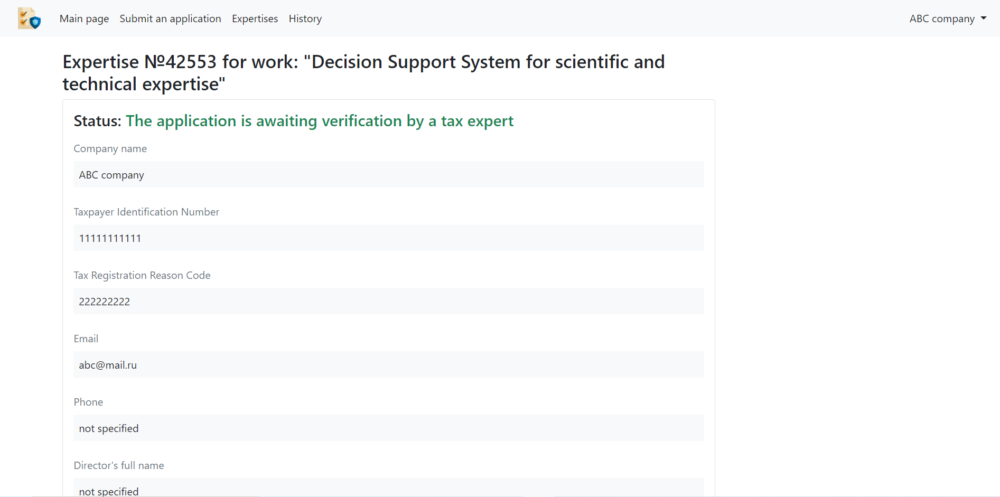 Main page Submit an application Expertises History ABC company
Expertise №42553 for work: "Decision Support System for scientific and
technical expertise"
Status: The application is awaiting verification by a tax expert
Company name
ABC company
Taxpayer Identification Number
11111111111
Tax Registration Reason Code
222222222
Email
abc@mail.ru
Phone
not specified
Director's full name
not specified